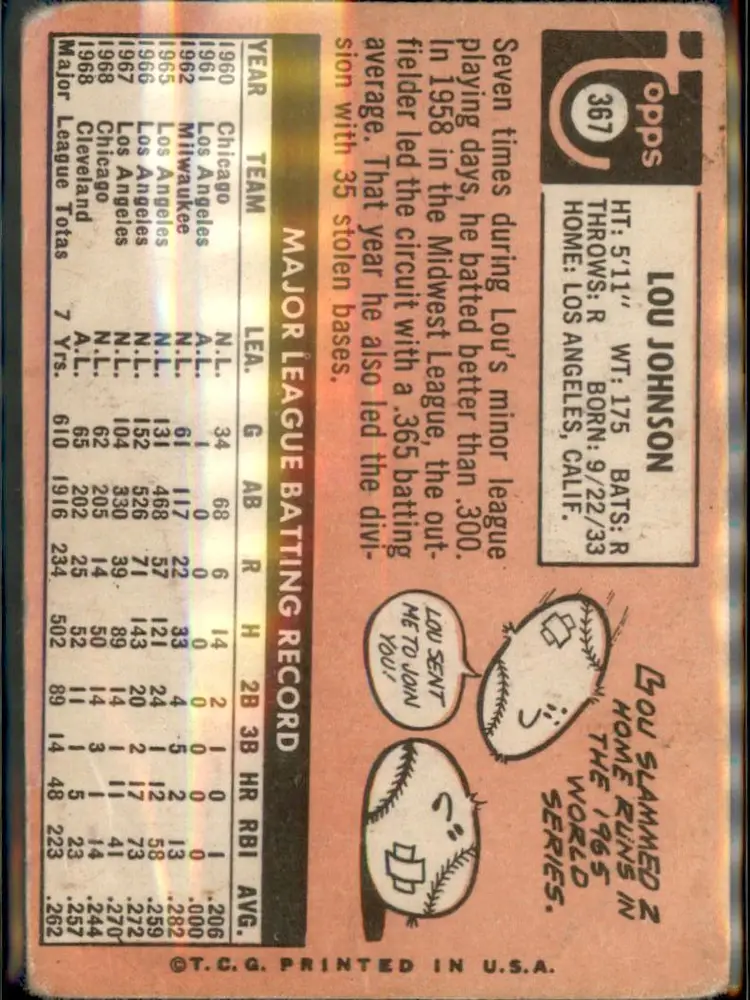 Topps
367
LOU JOHNSON
HT: 5'11" WT: 175 BATS: R
THROWS: R BORN: 9/22/33
HOME: LOS ANGELES, CALIF.
Seven times during Lou's minor league
playing days, he batted better than .300.
In 1958 in the Midwest League, the out-
fielder led the circuit with a .365 batting
average. That year he also led the divi-
sion with 35 stolen bases.
LOU SLAMMED 2
HOME RUNS IN
THE 1965
WORLD
SERIES.
LOU SENT
ME TO JOIN
YOU!
MAJOR LEAGUE BATTING RECORD
YEAR TEAM LEA. G AB R H 2B 3B HR RBI AVG.
1960 Chicago N.L. 34 68 6 14 2 1 0 1 .206
1961 Los Angeles A.L. 1 0 0 0 0 0 0 0 .000
1962 Milwaukee N.L. 61 117 22 33 4 5 2 13 .282
1965 Los Angeles N.L. 131 468 57 121 24 1 12 58 .259
1966 Los Angeles N.L. 152 526 71 143 20 2 17 73 .272
1967 Los Angeles N.L. 104 330 39 89 14 1 11 41 .270
1968 Chicago N.L. 62 205 14 50 14 3 1 14 .244
1968 Cleveland A.L. 65 202 25 52 11 1 5 23 .257
Major League Totas 7 Yrs. 610 1916 234 502 89 14 48 223 .262
©T.C.G. PRINTED IN U.S.A.